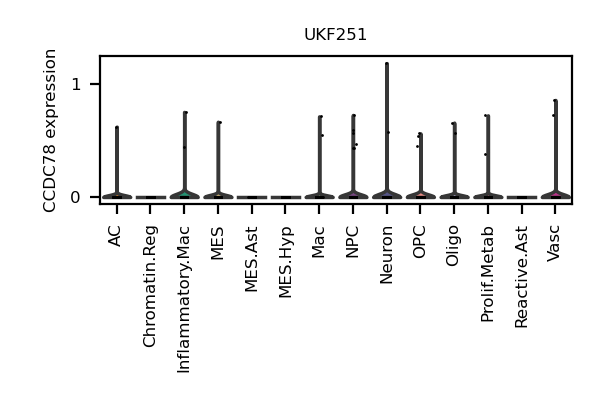 UKF251
CCDC78 expression
1
0
AC
Chromatin.Reg
Inflammatory.Mac
MES
MES.Ast
MES.Hyp
Mac
NPC
Neuron
OPC
Oligo
Prolif.Metab
Reactive.Ast
Vasc